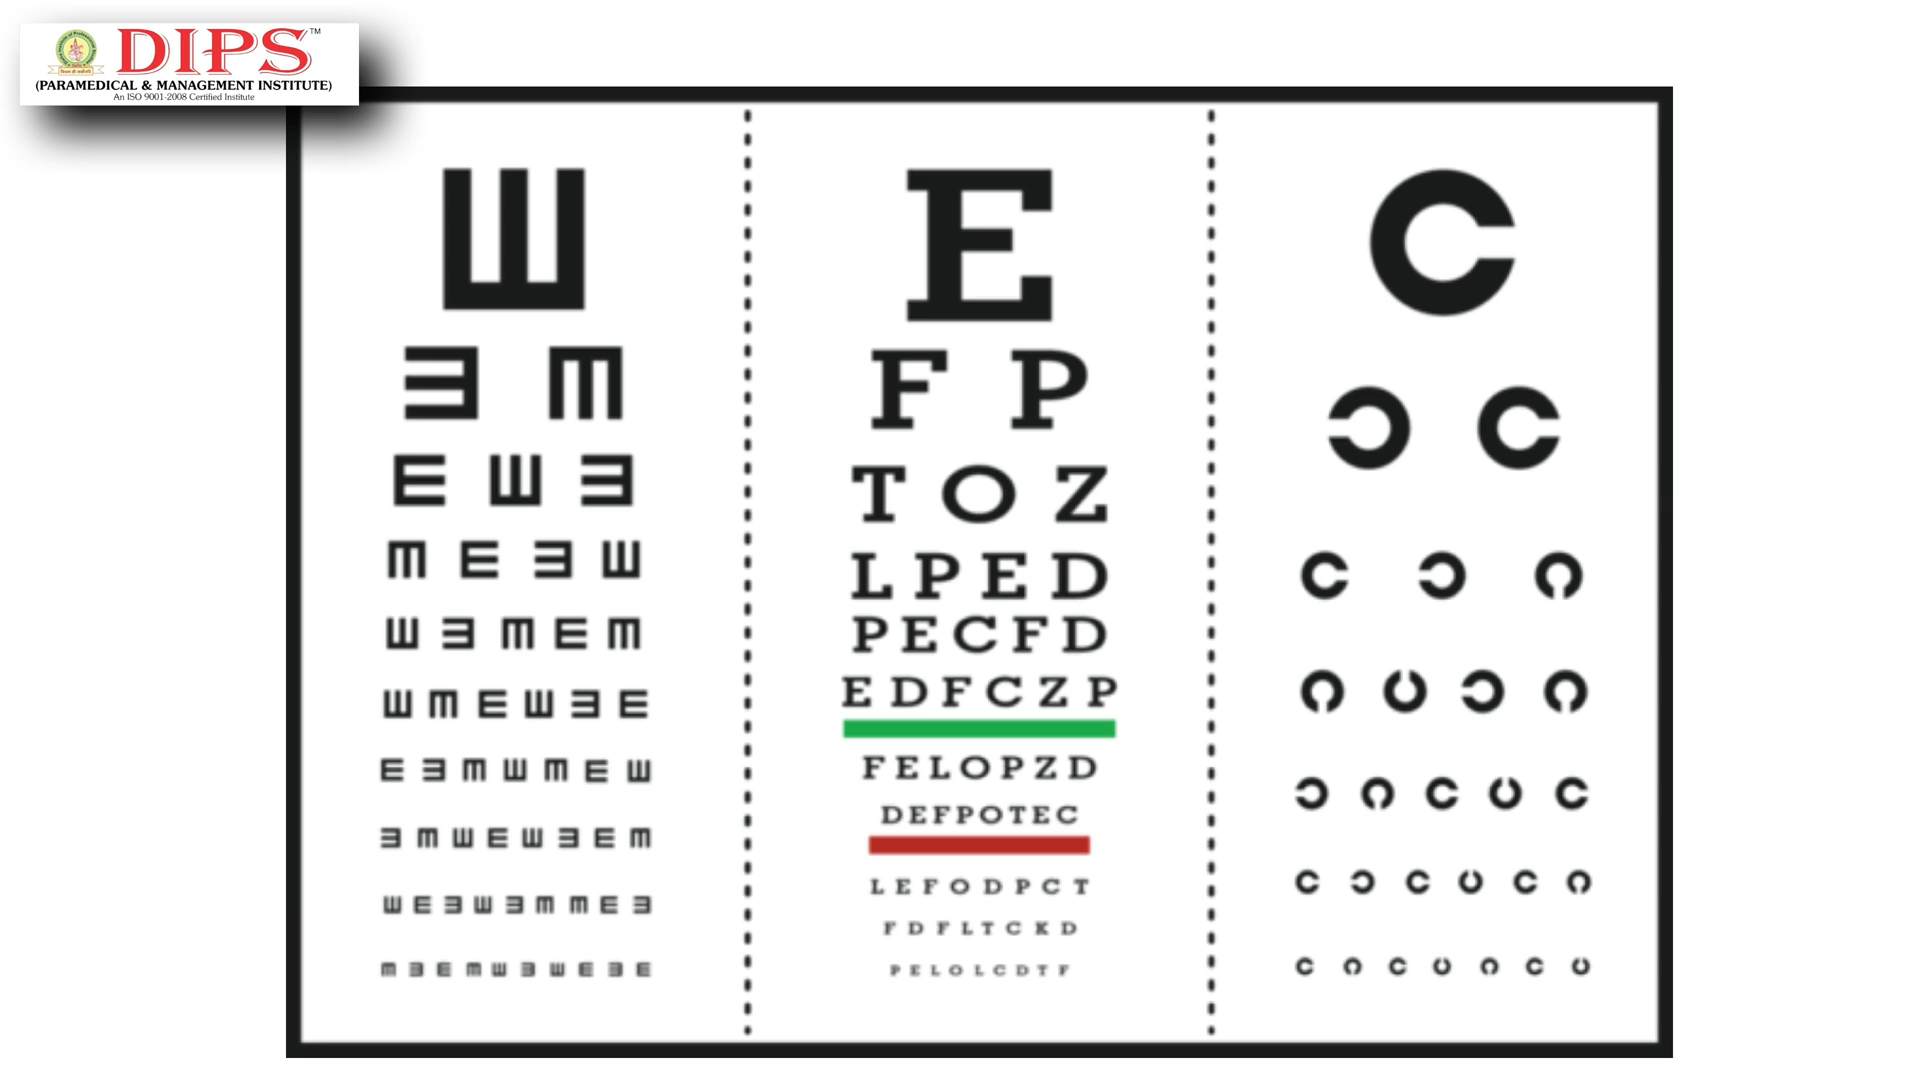 DIPS™
(PARAMEDICAL & MANAGEMENT INSTITUTE)
An ISO 9001-2008 Certified Institute
E
F P
T O Z
L P E D
P E C F D
E D F C Z P
F E L O P Z D
D E F P O T E C
L E F O D P C T
F D F L T C K D
P E L O L C D T F